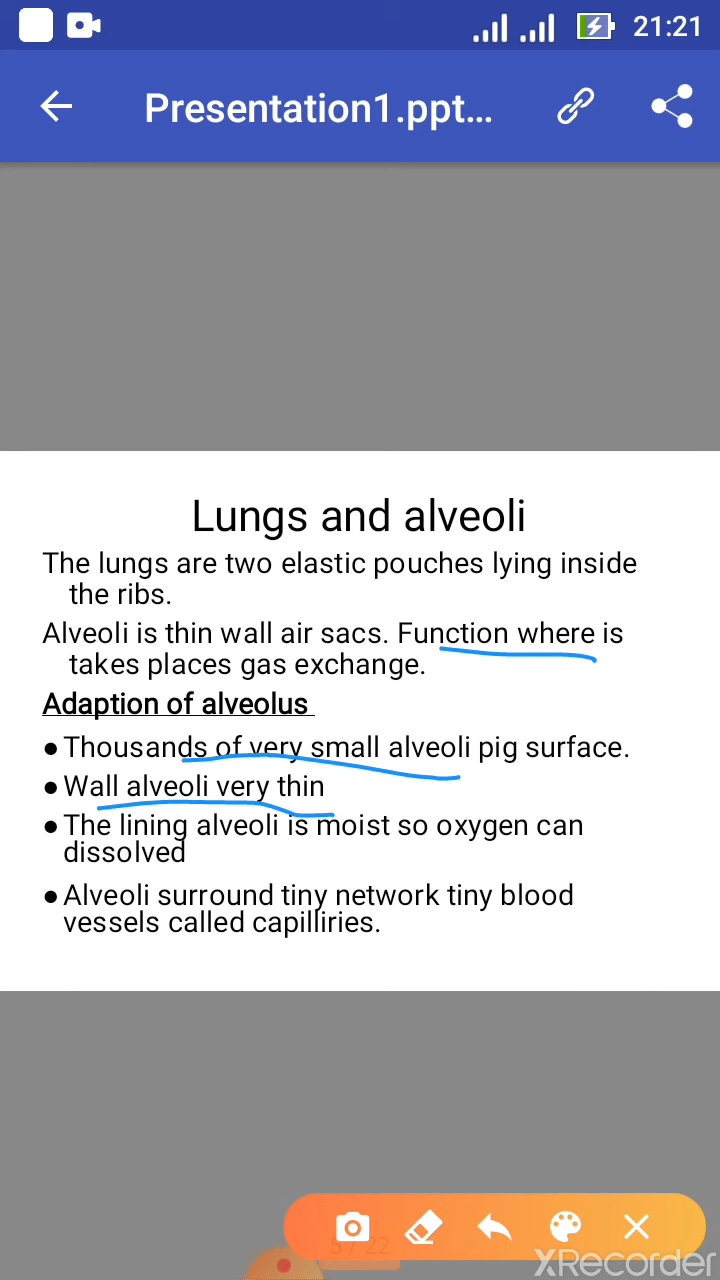 21:21
Presentation1.ppt...
Lungs and alveoli
The lungs are two elastic pouches lying inside
the ribs.
Alveoli is thin wall air sacs. Function where is
takes places gas exchange.
Adaption of alveolus
●Thousands of very small alveoli pig surface.
●Wall alveoli very thin
●The lining alveoli is moist so oxygen can
dissolved
●Alveoli surround tiny network tiny blood
vessels called capilliries.
5 / 22
XRecorder